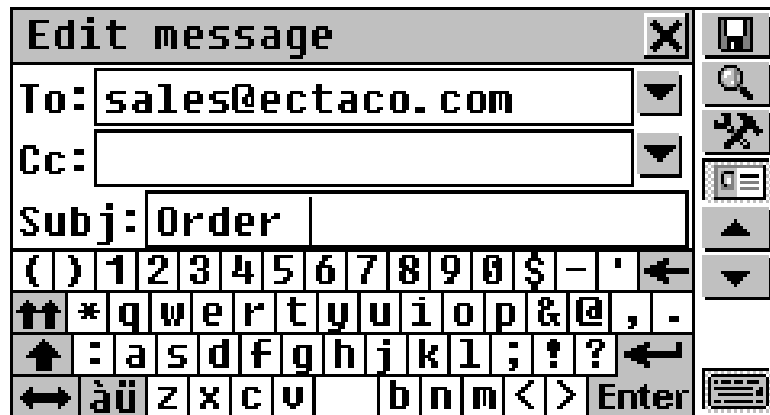 Edit message
To: sales@ectaco.com
Cc:
Subj: Order
( ) 1 2 3 4 5 6 7 8 9 0 $ - '
* q w e r t y u i o p & @ , .
: a s d f g h j k l ; ! ?
àü z x c v b n m < > Enter